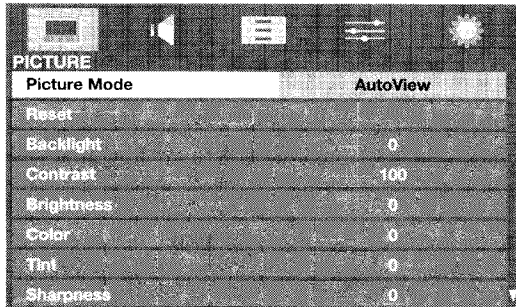 PICTURE
Picture Mode AutoView
Reset
Backlight 0
Contrast 100
Brightness 0
Color 0
Tint 0
Sharpness 0